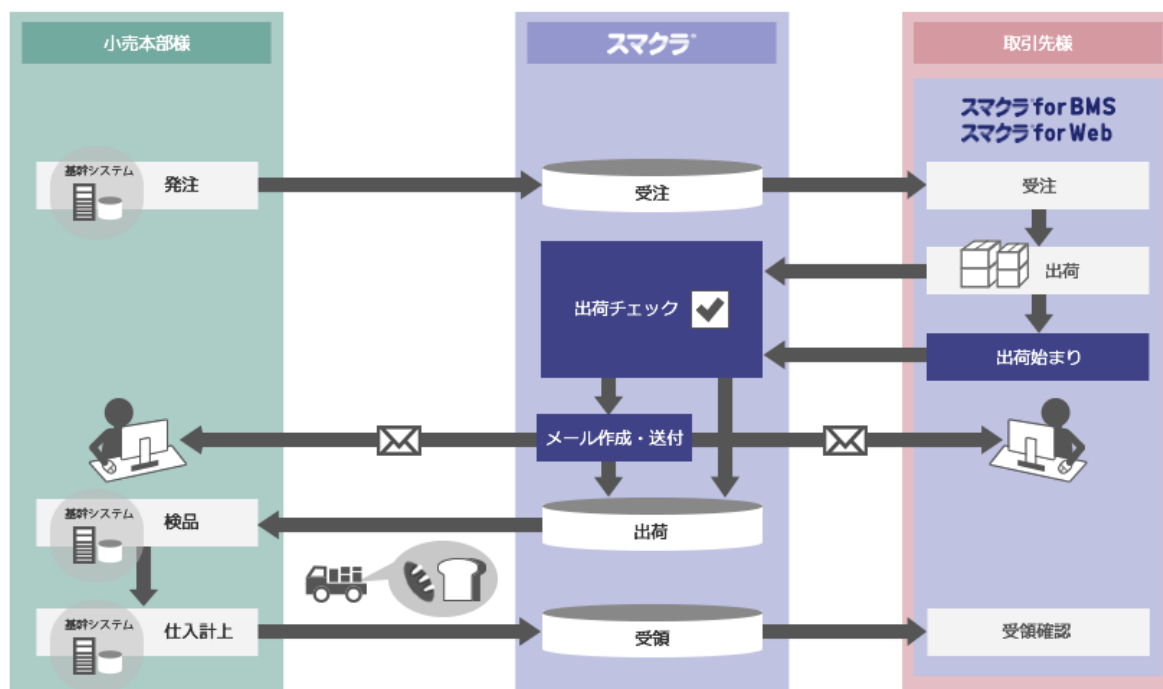 小売本部様
スマクラ®
取引先様
スマクラ® for BMS
スマクラ® for Web
基幹システム
発注
受注
受注
出荷
出荷チェック
出荷始まり
メール作成・送付
基幹システム
検品
出荷
基幹システム
仕入計上
受領
受領確認